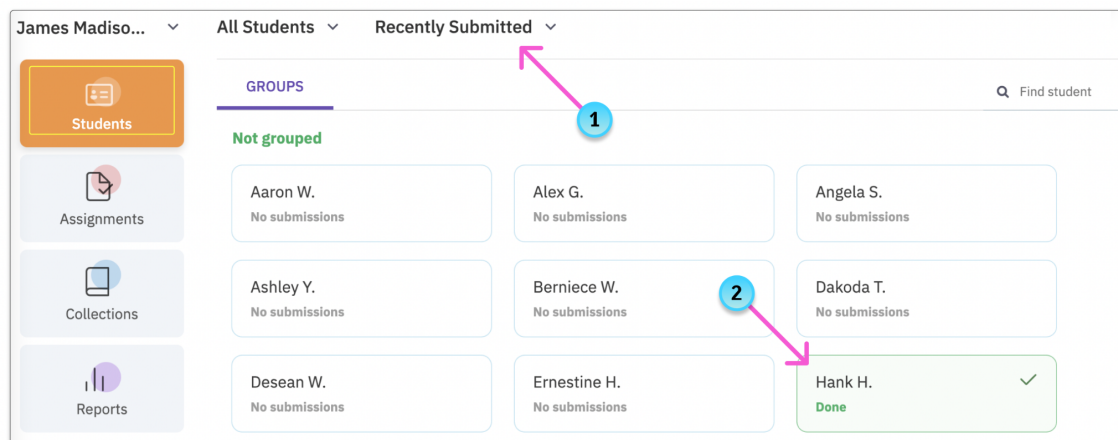 James Madiso... All Students Recently Submitted
GROUPS
Find student
1
Students
Not grouped
Aaron W.
No submissions
Alex G.
No submissions
Angela S.
No submissions
Assignments
Ashley Y.
No submissions
Berniece W.
No submissions
2
Dakoda T.
No submissions
Collections
Desean W.
No submissions
Ernestine H.
No submissions
Hank H.
Done
Reports